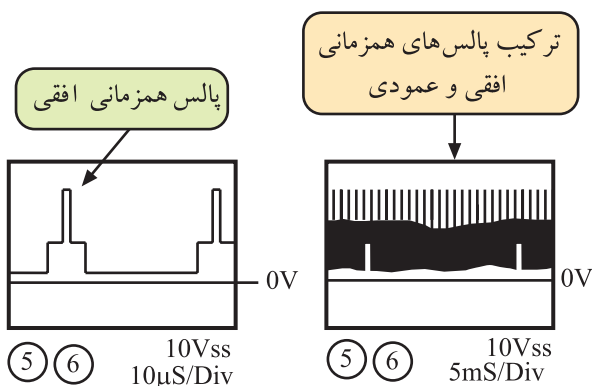 ترکیب پالس‌های همزمانی
افقی و عمودی
پالس همزمانی افقی
0V
0V
5 6
10Vss
10μS/Div
5 6
10Vss
5mS/Div